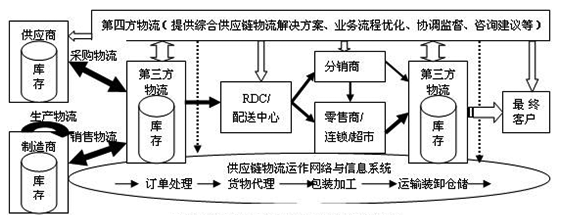 第四方物流（提供综合供应链物流解决方案、业务流程优化、协调监督、咨询建议等）
供应商
库
存
采购物流
生产物流
销售物流
制造商
库
存
第三方
物流
库
存
RDC/
配送中心
分销商
零售商/
连锁/超市
第三方
物流
库
存
最 终
客户
供应链物流运作网络与信息系统
订单处理
货物代理
包装加工
运输装卸仓储